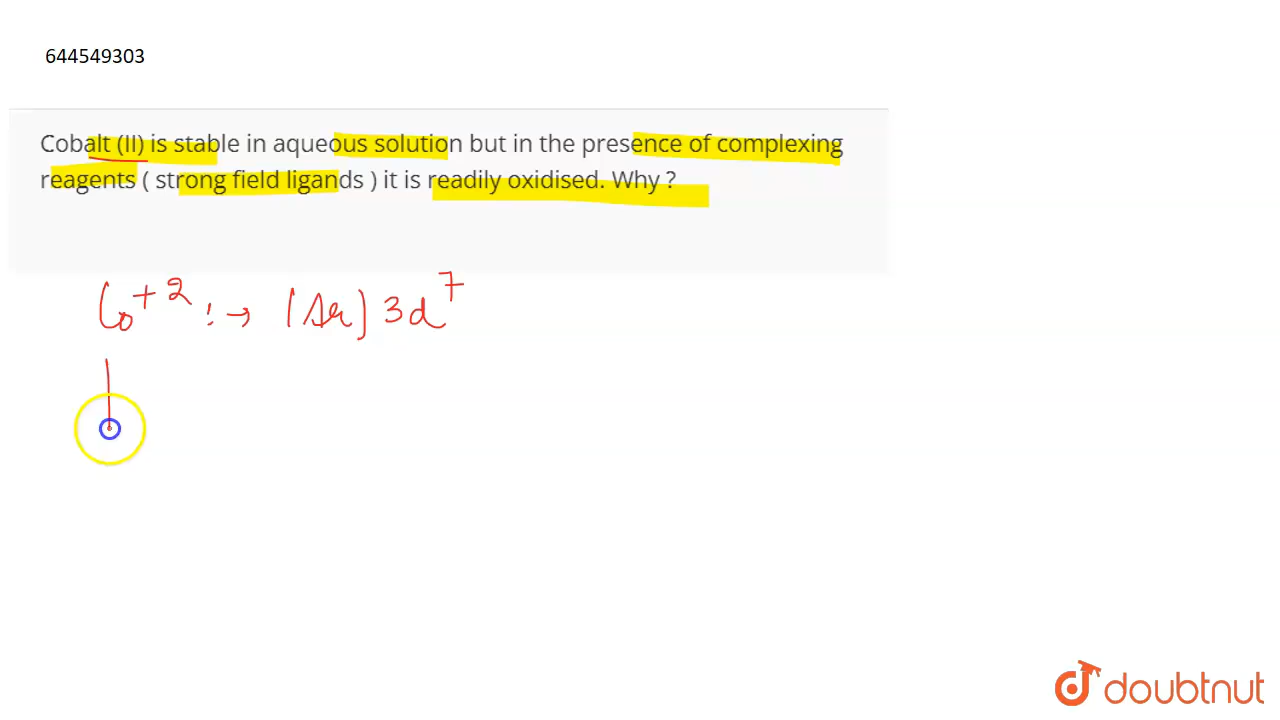 644549303
Cobalt (II) is stable in aqueous solution but in the presence of complexing
reagents ( strong field ligands ) it is readily oxidised. Why ?
Co+2 : → (Ar) 3d7
doubtnut